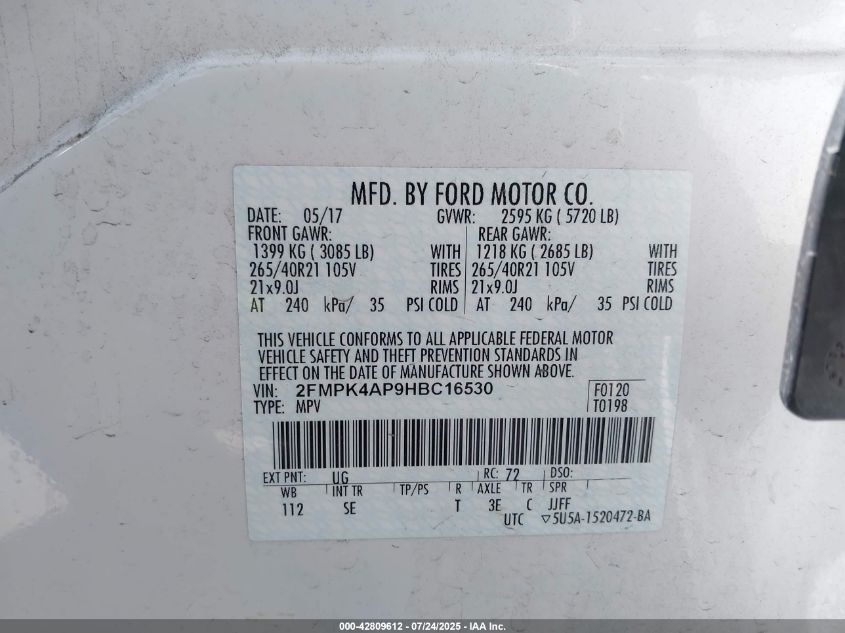 MFD. BY FORD MOTOR CO.
DATE: 05/17 GVWR: 2595 KG ( 5720 LB)
FRONT GAWR: REAR GAWR:
1399 KG ( 3085 LB) WITH 1218 KG ( 2685 LB) WITH
265/40R21 105V TIRES 265/40R21 105V TIRES
21x9.0J RIMS 21x9.0J RIMS
AT 240 kPa/ 35 PSI COLD AT 240 kPa/ 35 PSI COLD
THIS VEHICLE CONFORMS TO ALL APPLICABLE FEDERAL MOTOR
VEHICLE SAFETY AND THEFT PREVENTION STANDARDS IN
EFFECT ON THE DATE OF MANUFACTURE SHOWN ABOVE.
VIN: 2FMPK4AP9HBC16530 F0120
TYPE: MPV T0198
EXT PNT: UG RC: 72 DSO:
WB INT TR TP/PS R AXLE TR SPR
112 SE T 3E C JJFF
UTC ▽5U5A-1520472-BA
000-42809612 - 07/24/2025 - IAA Inc.